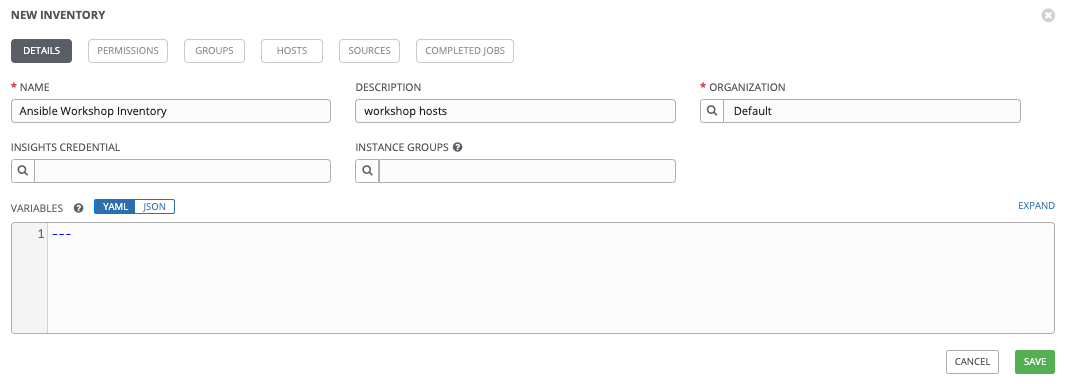 NEW INVENTORY
DETAILS PERMISSIONS GROUPS HOSTS SOURCES COMPLETED JOBS
* NAME DESCRIPTION * ORGANIZATION
Ansible Workshop Inventory workshop hosts Default
INSIGHTS CREDENTIAL INSTANCE GROUPS ?
VARIABLES ? YAML JSON EXPAND
1 ---
CANCEL SAVE